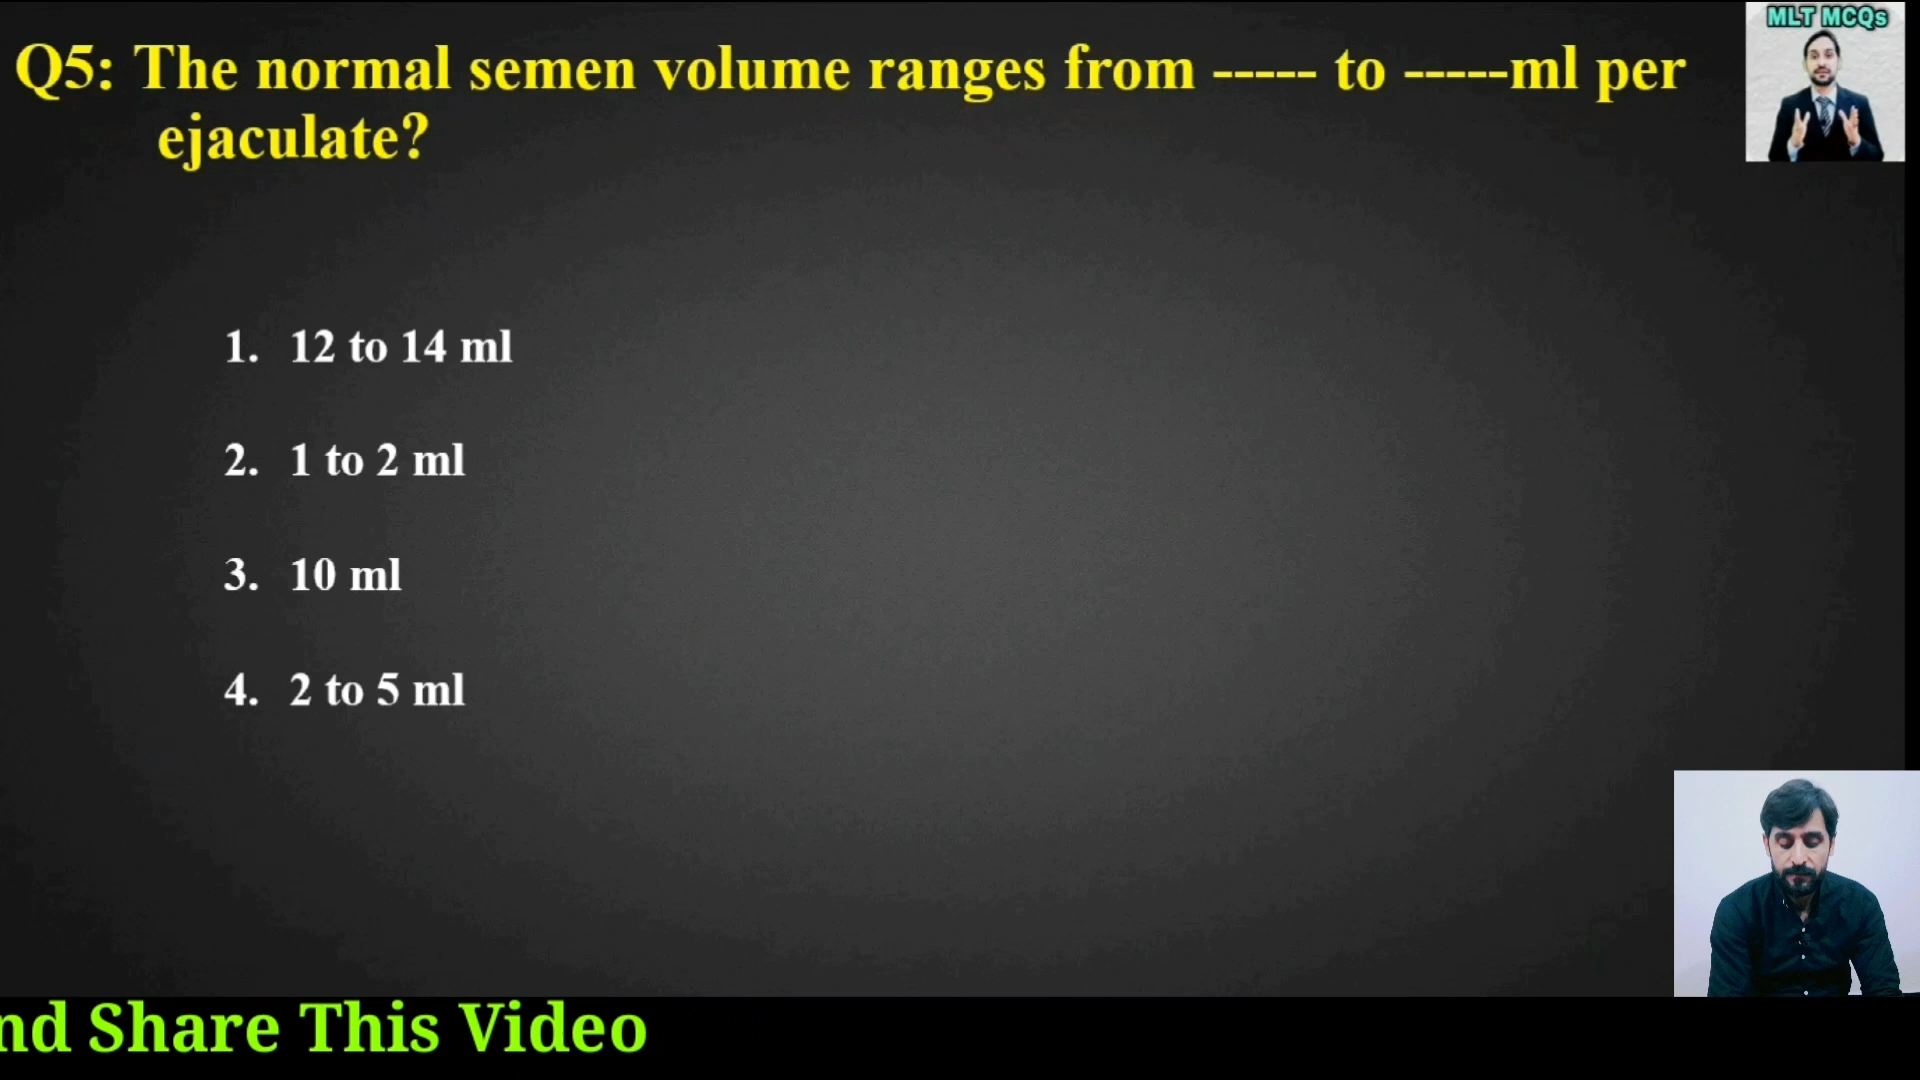 MLT MCQs
Q5: The normal semen volume ranges from ----- to -----ml per
ejaculate?
1. 12 to 14 ml
2. 1 to 2 ml
3. 10 ml
4. 2 to 5 ml
nd Share This Video